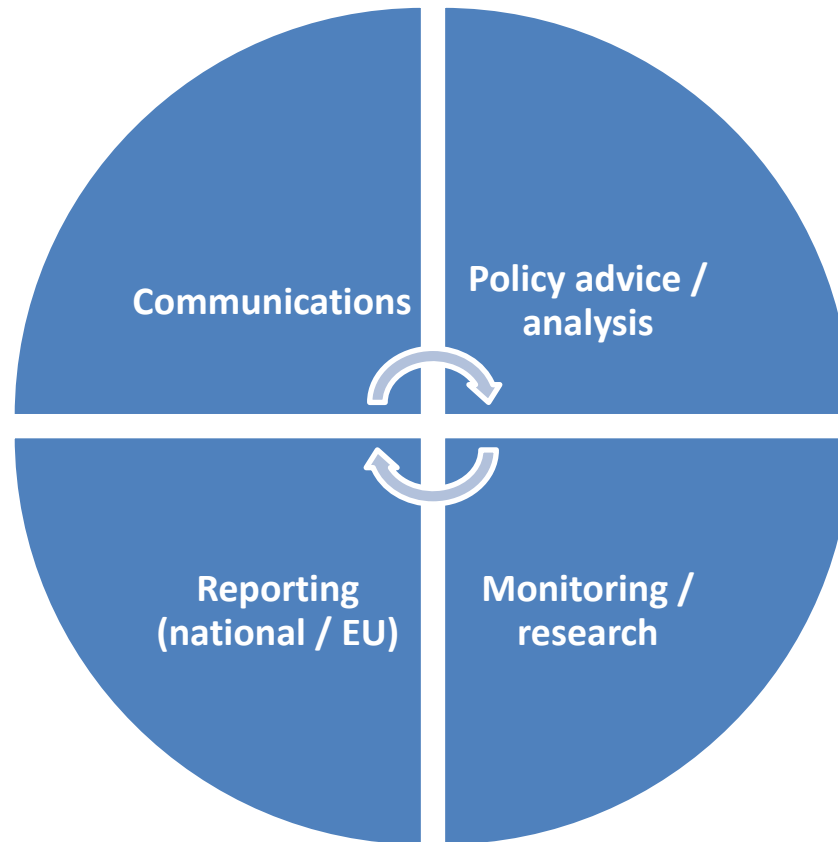 Communications
Policy advice /
analysis
Reporting
(national / EU)
Monitoring /
research